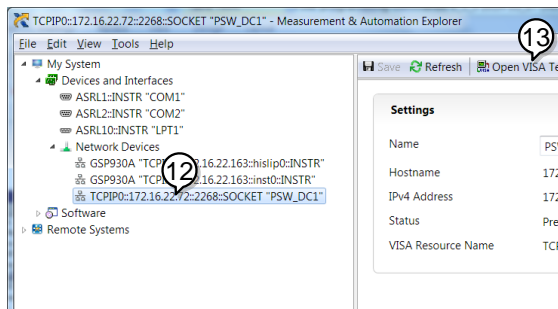 TCPIP0::172.16.22.72::2268::SOCKET "PSW_DC1" - Measurement & Automation Explorer
File Edit View Tools Help
My System
Devices and Interfaces
ASRL1::INSTR "COM1"
ASRL2::INSTR "COM2"
ASRL10::INSTR "LPT1"
Network Devices
GSP930A "TCP 2.16.22.163::hislip0::INSTR"
GSP930A "TCP 2.16.22.163::inst0::INSTR"
TCPIP0::172.16.22.72::2268::SOCKET "PSW_DC1"
Software
Remote Systems
12
13
Save Refresh Open VISA Te
Settings
Name PS
Hostname 172
IPv4 Address 172
Status Pre
VISA Resource Name TCP